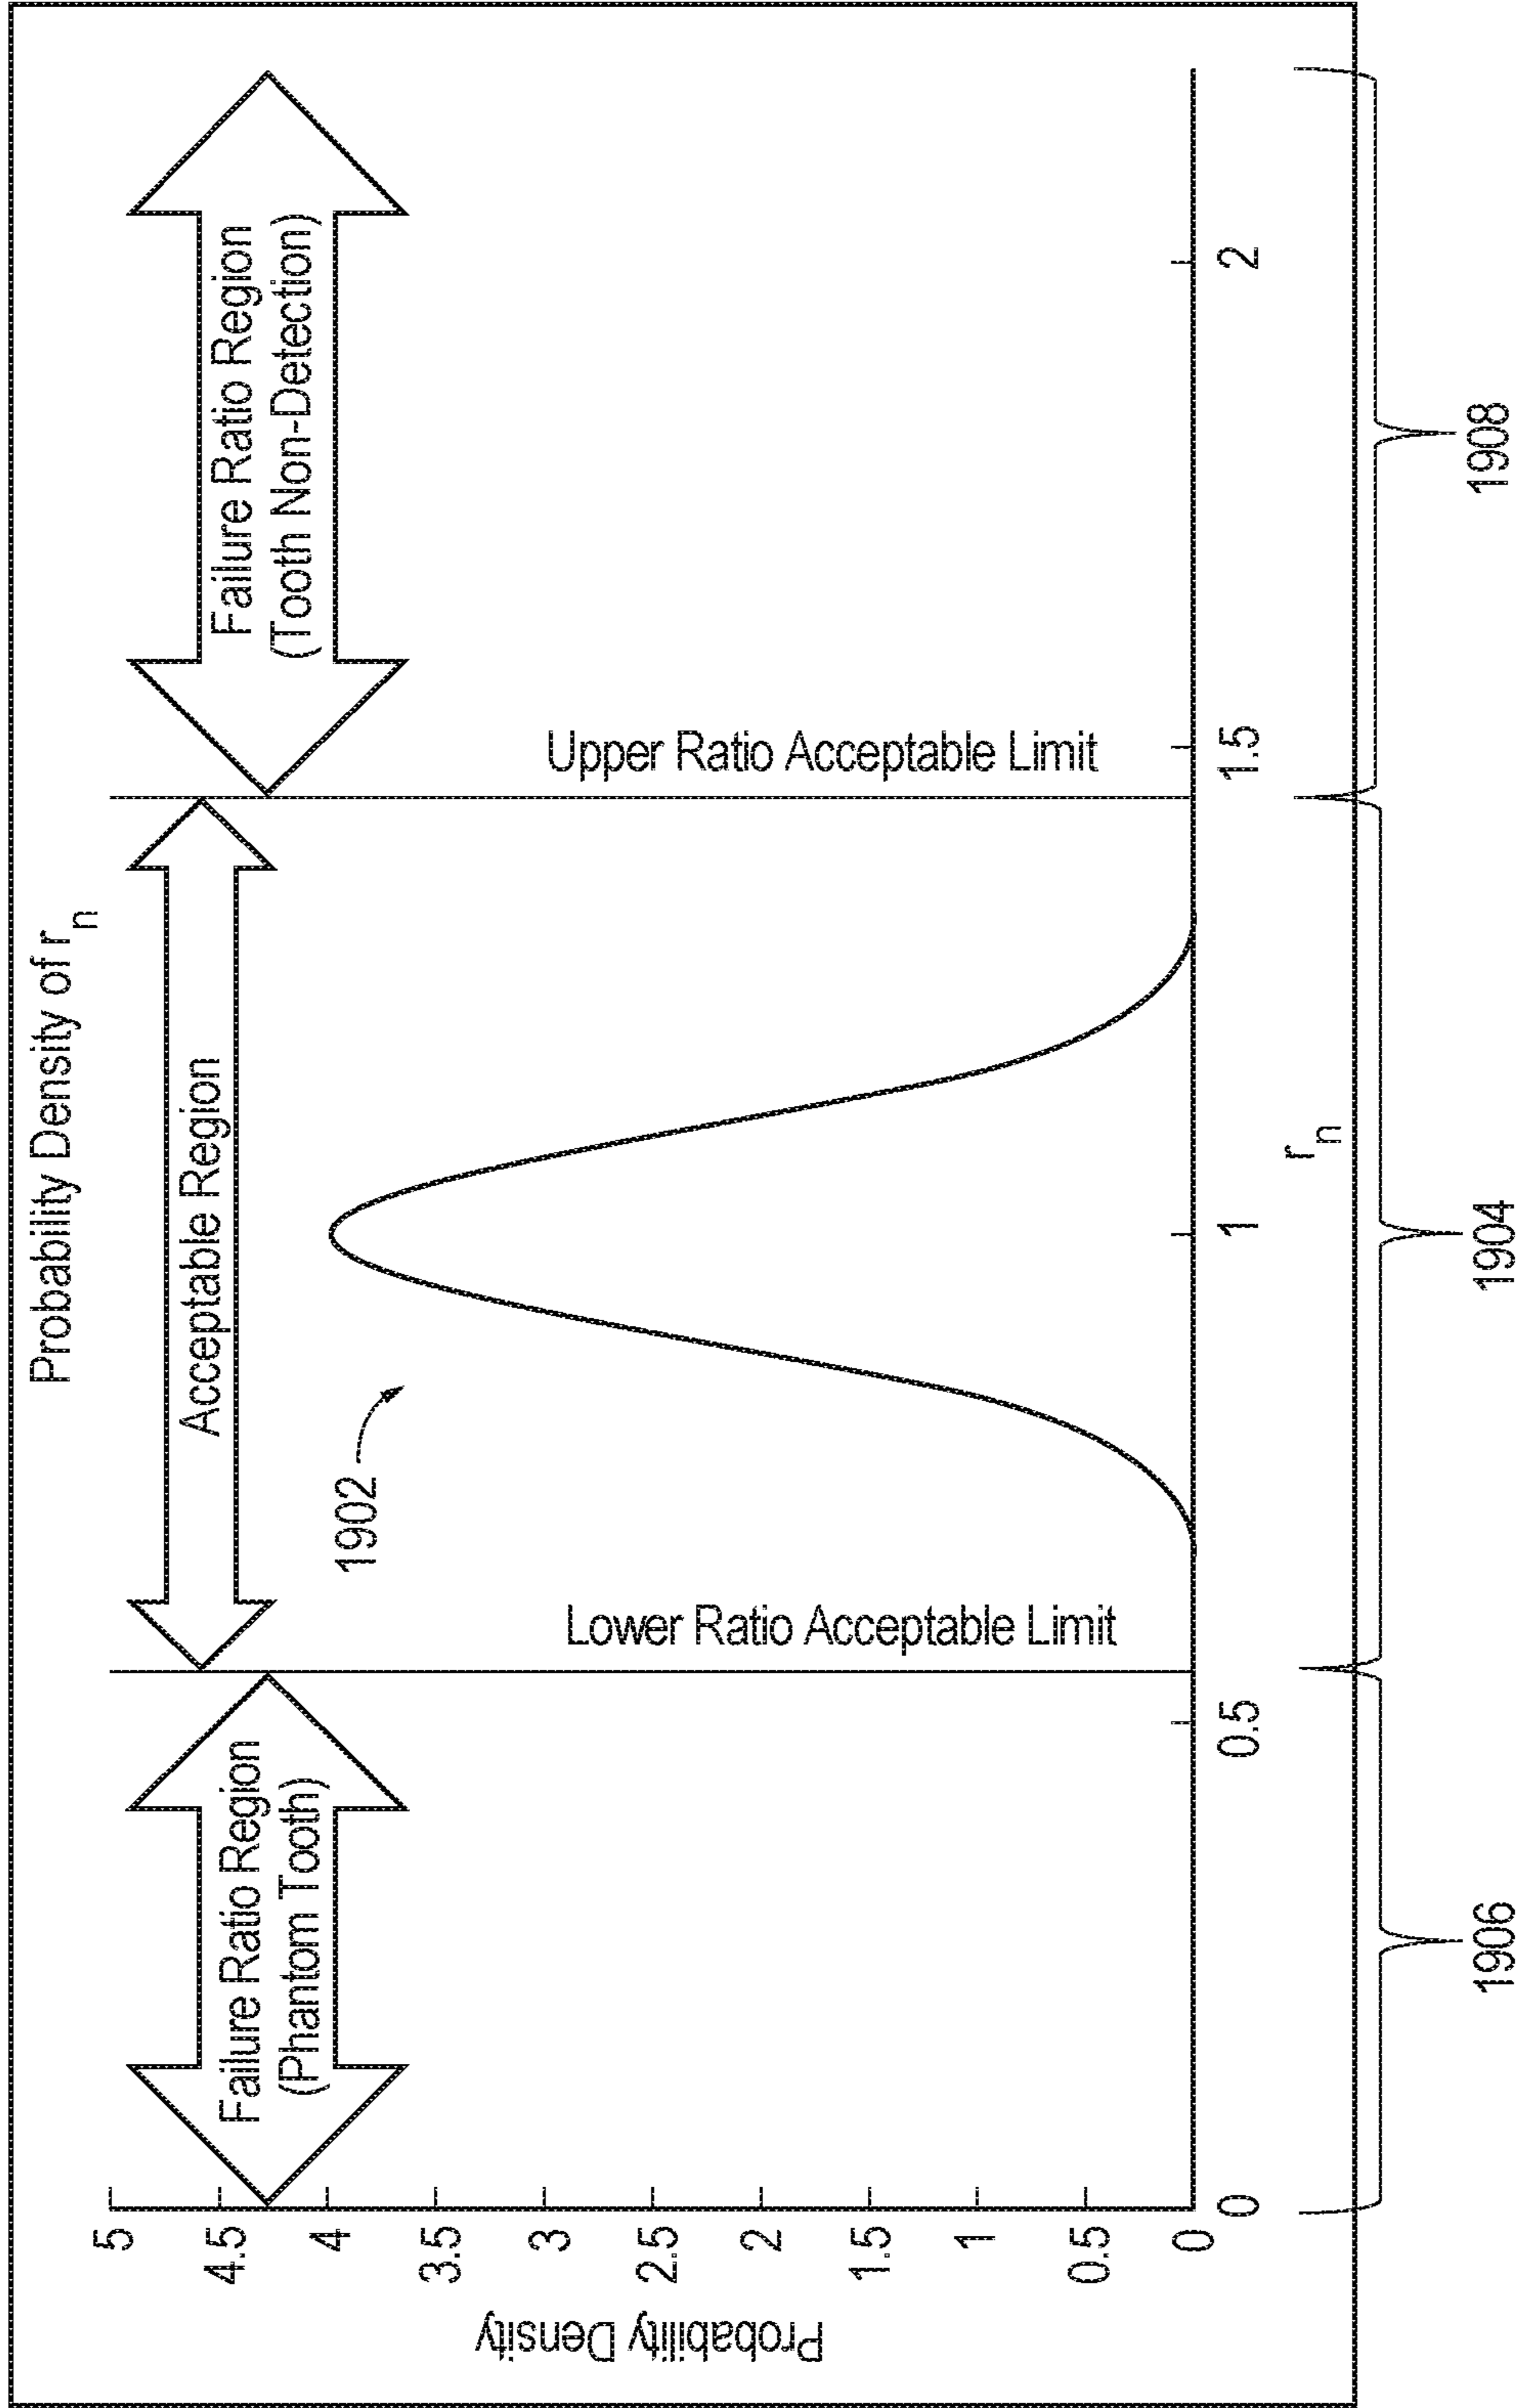 Probability Density of rn
Failure Ratio Region
(Phantom Tooth)
Acceptable Region
Failure Ratio Region
(Tooth Non-Detection)
1902
Lower Ratio Acceptable Limit
Upper Ratio Acceptable Limit
Probability Density
5
4.5
4
3.5
3
2.5
2
1.5
1
0.5
0
0
0.5
1
1.5
2
rn
1906
1904
1908